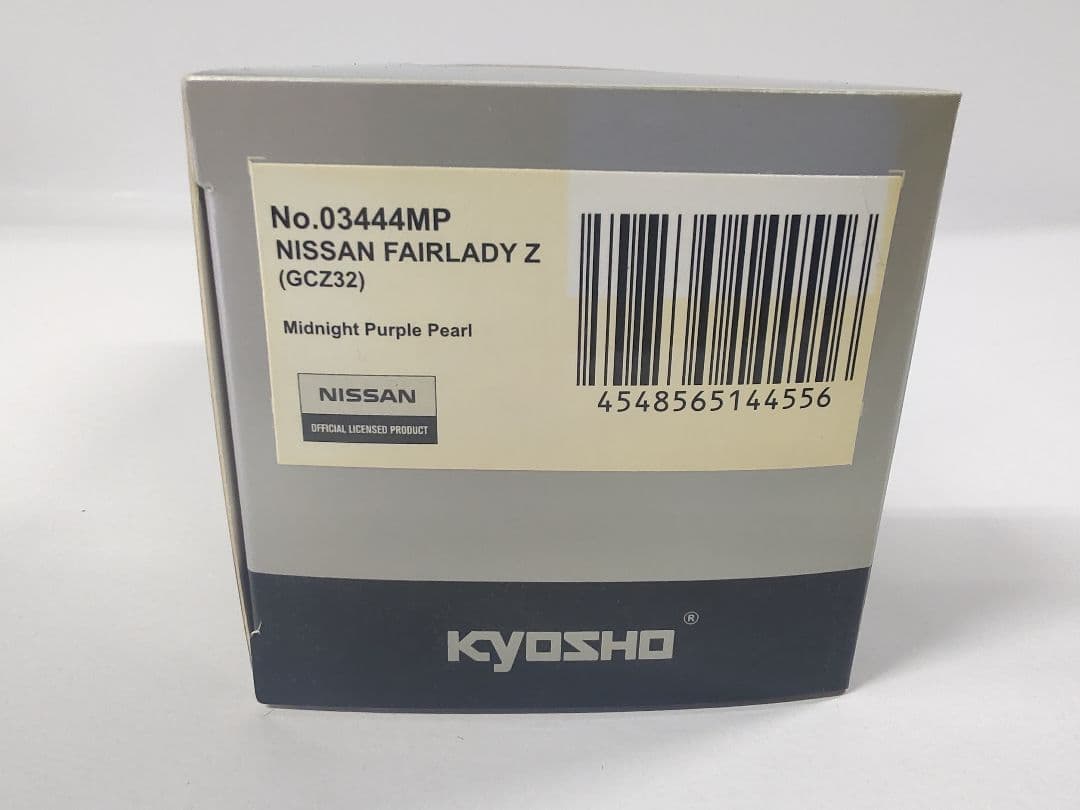 No.03444MP
NISSAN FAIRLADY Z
(GCZ32)
Midnight Purple Pearl
NISSAN
OFFICIAL LICENSED PRODUCT
4548565144556
KYOSHO®